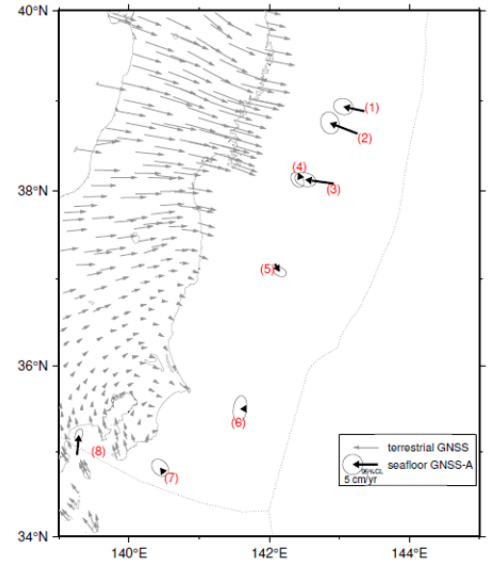 40°N
(1)
(2)
(4)
38°N
(3)
(5)
36°N
(6)
terrestrial GNSS
(8)
95%CL
seafloor GNSS-A
5 cm/yr
(7)
34°N
140°E
142°E
144°E